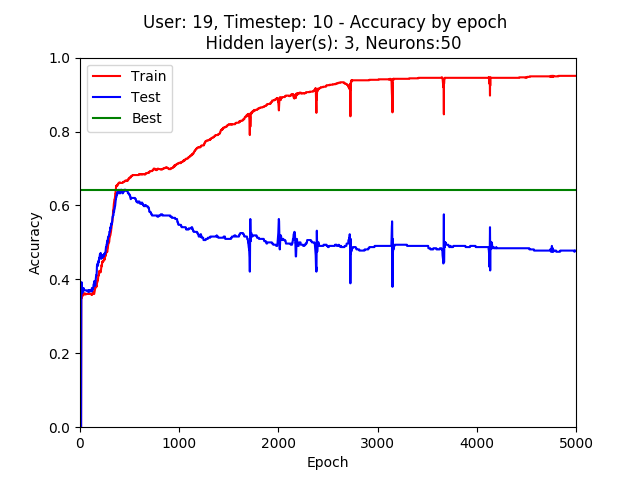 User: 19, Timestep: 10 - Accuracy by epoch
Hidden layer(s): 3, Neurons:50
1.0
0.8
0.6
0.4
0.2
0.0
Accuracy
Train
Test
Best
0 1000 2000 3000 4000 5000
Epoch